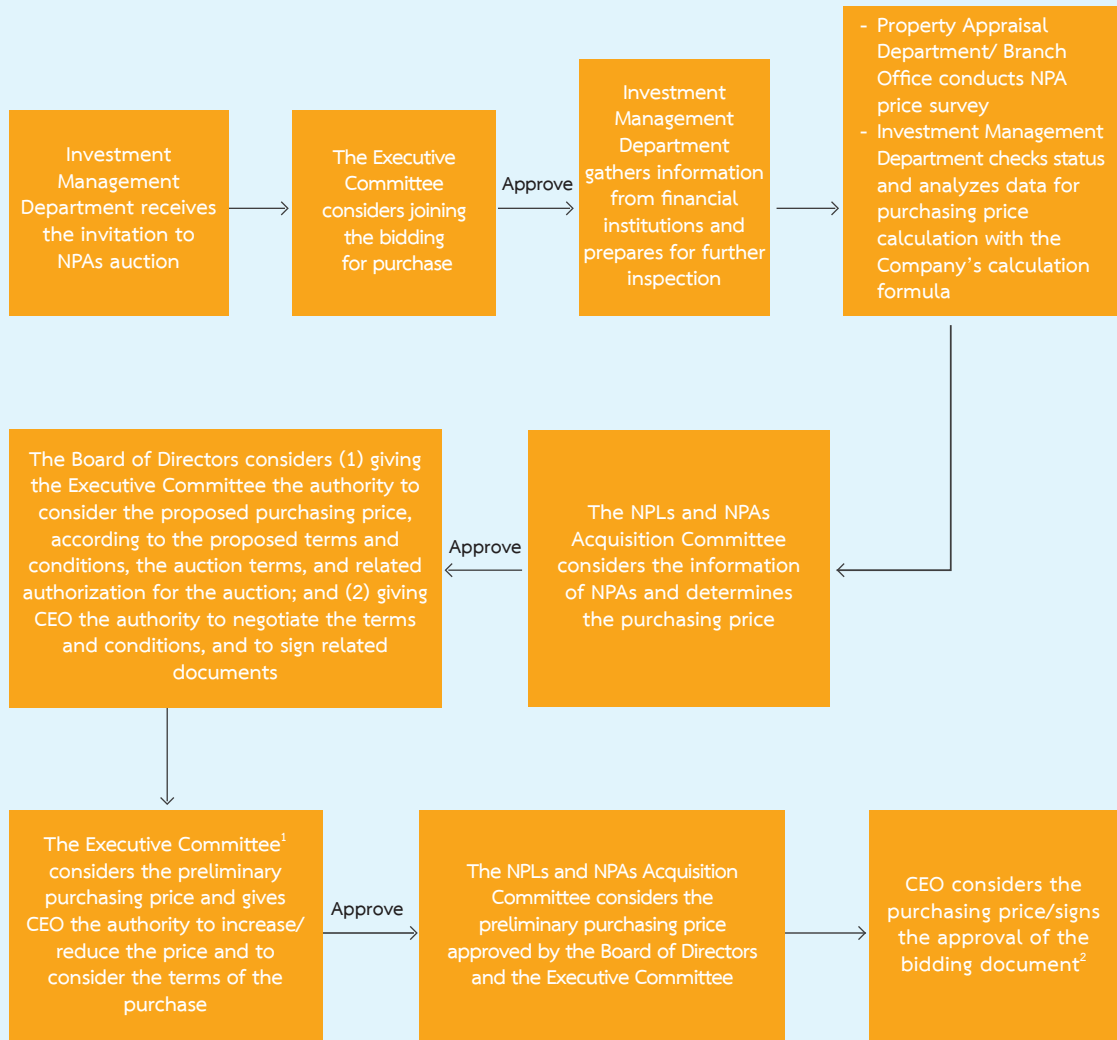 Investment
Management
Department receives
the invitation to
NPAs auction
The Executive
Committee
considers joining
the bidding
for purchase
Approve
Investment
Management
Department
gathers information
from financial
institutions and
prepares for further
inspection
- Property Appraisal
Department/ Branch
Office conducts NPA
price survey
- Investment Management
Department checks status
and analyzes data for
purchasing price
calculation with the
Company's calculation
formula
The NPLs and NPAs
Acquisition Committee
considers the information
of NPAs and determines
the purchasing price
Approve
The Board of Directors considers (1) giving
the Executive Committee the authority to
consider the proposed purchasing price,
according to the proposed terms and
conditions, the auction terms, and related
authorization for the auction; and (2) giving
CEO the authority to negotiate the terms
and conditions, and to sign related
documents
The Executive Committee¹
considers the preliminary
purchasing price and gives
CEO the authority to increase/
reduce the price and to
consider the terms of the
purchase
Approve
The NPLs and NPAs Acquisition
Committee considers the
preliminary purchasing price
approved by the Board of Directors
and the Executive Committee
CEO considers the
purchasing price/signs
the approval of the
bidding document²